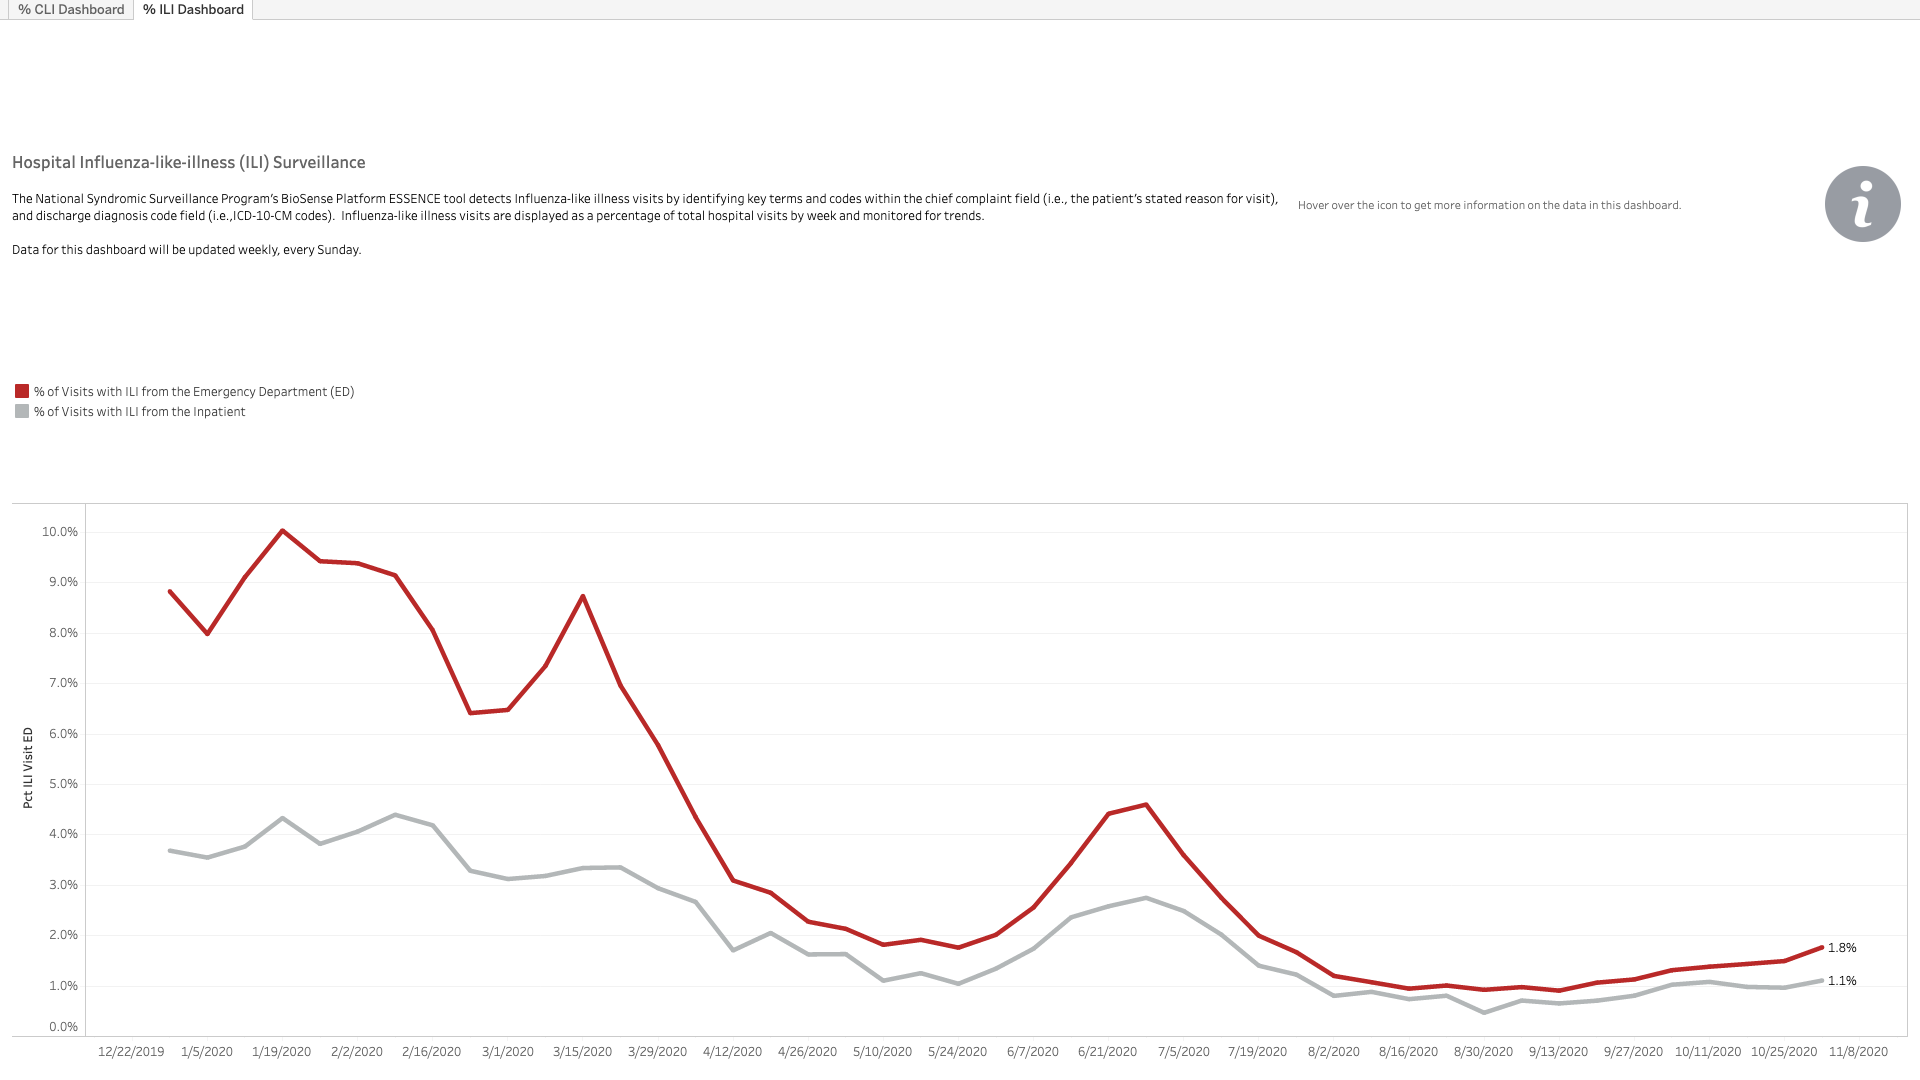 % CLI Dashboard % ILI Dashboard
Hospital Influenza-like-illness (ILI) Surveillance
The National Syndromic Surveillance Program's BioSense Platform ESSENCE tool detects Influenza-like illness visits by identifying key terms and codes within the chief complaint field (i.e., the patient's stated reason for visit),
and discharge diagnosis code field (i.e.,ICD-10-CM codes).  Influenza-like illness visits are displayed as a percentage of total hospital visits by week and monitored for trends.
Data for this dashboard will be updated weekly, every Sunday.
Hover over the icon to get more information on the data in this dashboard.
i
% of Visits with ILI from the Emergency Department (ED)
% of Visits with ILI from the Inpatient
Pct ILI Visit ED
10.0%
9.0%
8.0%
7.0%
6.0%
5.0%
4.0%
3.0%
2.0%
1.0%
0.0%
1.8%
1.1%
12/22/2019 1/5/2020 1/19/2020 2/2/2020 2/16/2020 3/1/2020 3/15/2020 3/29/2020 4/12/2020 4/26/2020 5/10/2020 5/24/2020 6/7/2020 6/21/2020 7/5/2020 7/19/2020 8/2/2020 8/16/2020 8/30/2020 9/13/2020 9/27/2020 10/11/2020 10/25/2020 11/8/2020